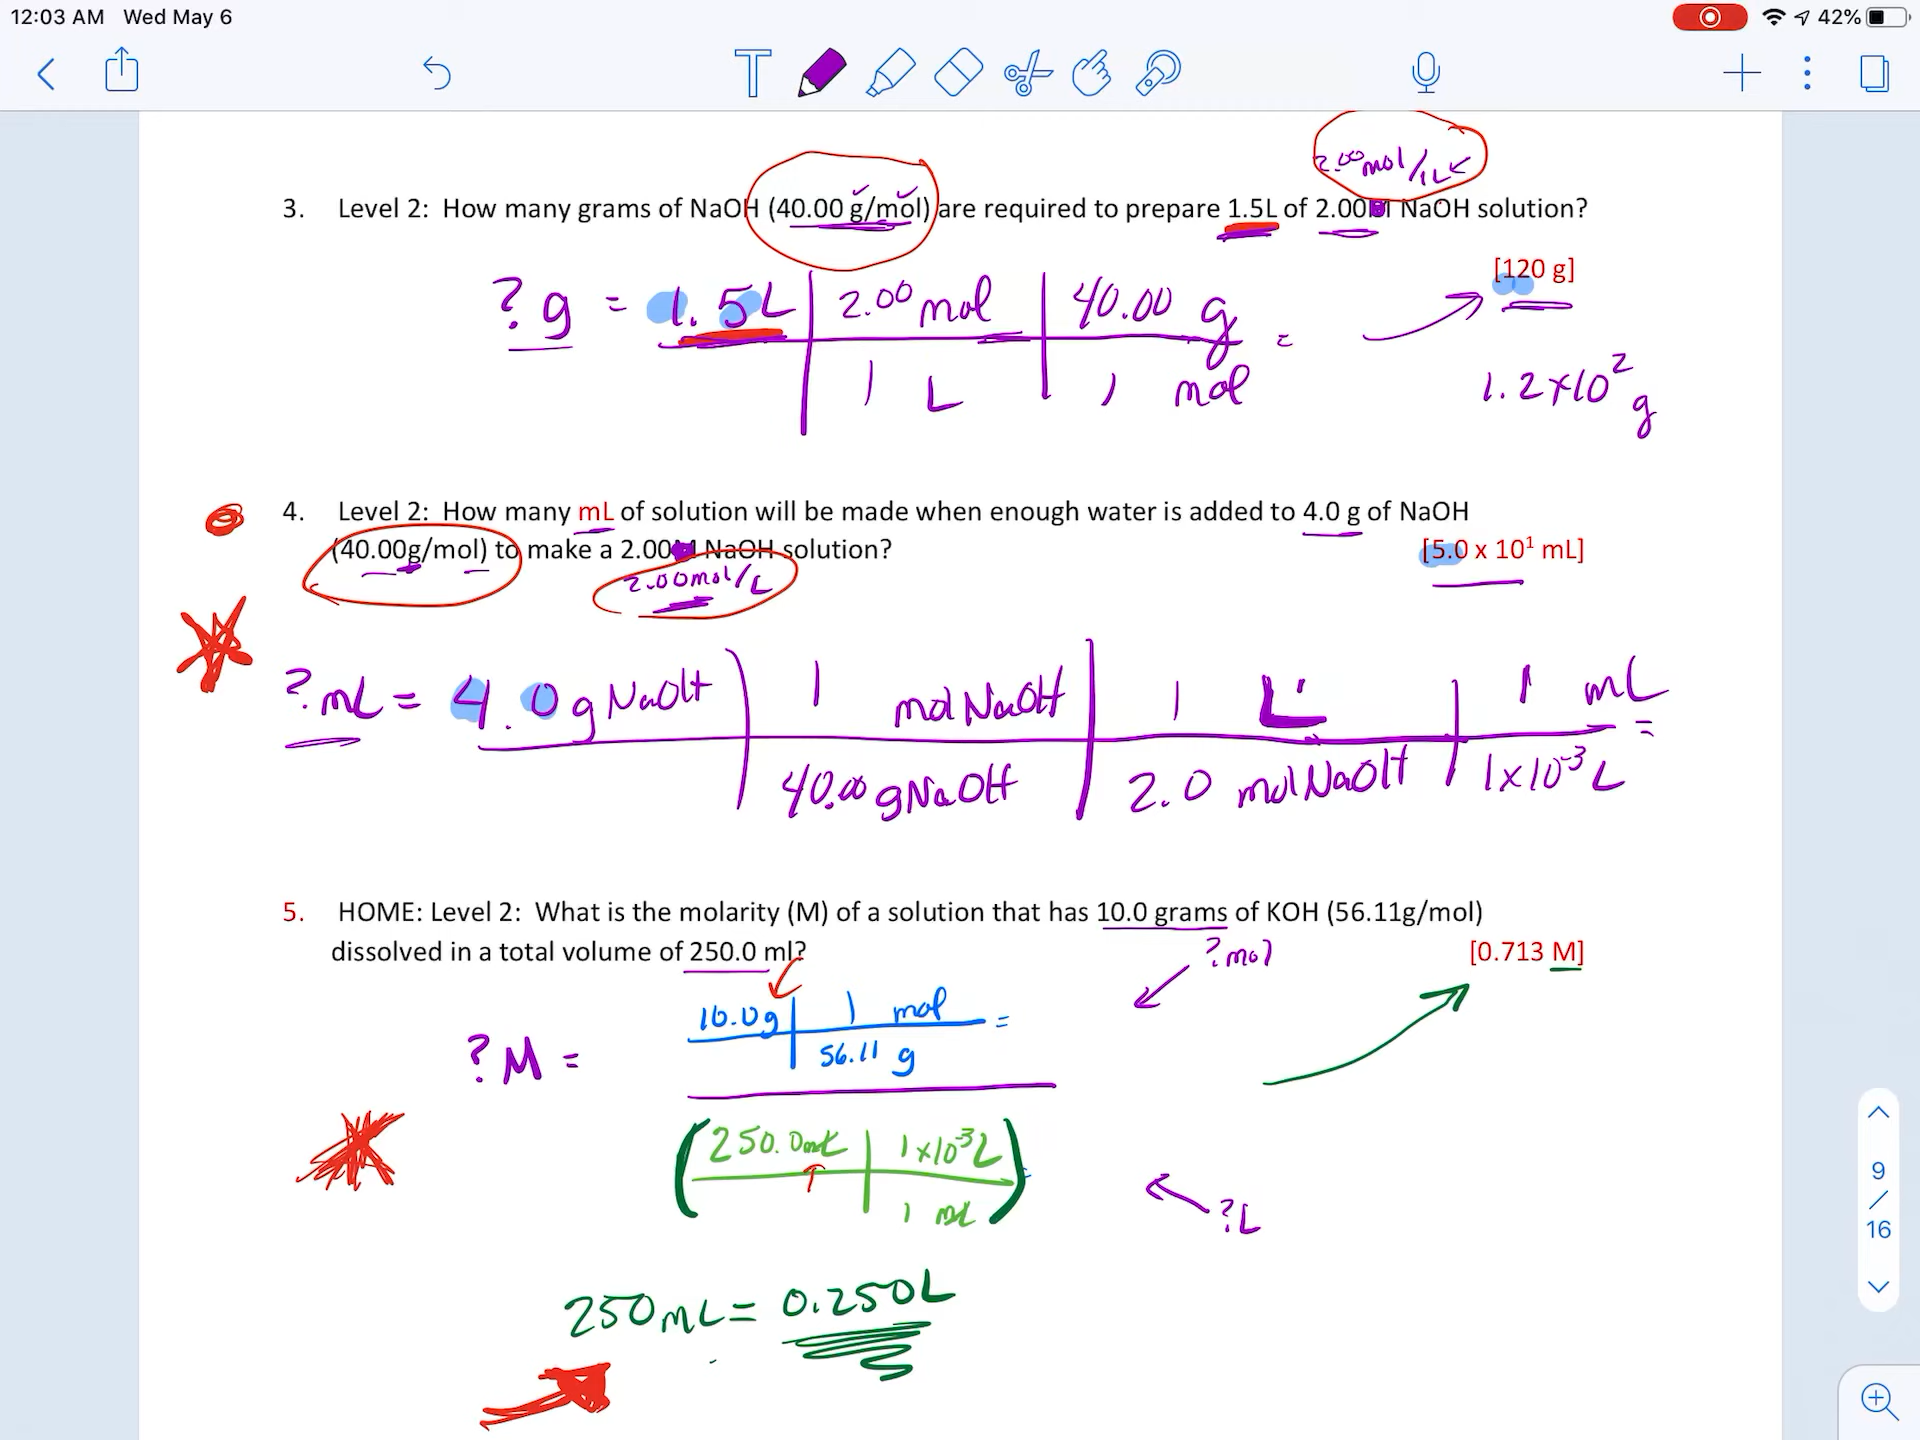 12:03 AM Wed May 6
42%
T
2.00 mol/1L
3. Level 2: How many grams of NaOH (40.00 g/mol) are required to prepare 1.5L of 2.00M NaOH solution?
[120 g]
? g = 1.5L | 2.00 mol | 40.00 g =
1 L | 1 mol
1.2x10² g
4. Level 2: How many mL of solution will be made when enough water is added to 4.0 g of NaOH
(40.00g/mol) to make a 2.00M NaOH solution? [5.0 x 10¹ mL]
2.00mol/L
? mL = 4.0 g NaOH | 1 mol NaOH | 1 L | 1 mL =
40.00 g NaOH | 2.0 mol NaOH | 1x10⁻³ L
5. HOME: Level 2: What is the molarity (M) of a solution that has 10.0 grams of KOH (56.11g/mol)
dissolved in a total volume of 250.0 ml? [0.713 M]
? mol
10.0g | 1 mol =
56.11 g
? M =
(250.0mL | 1x10⁻³L) =
1 mL
? L
250mL = 0.250L
9
/
16